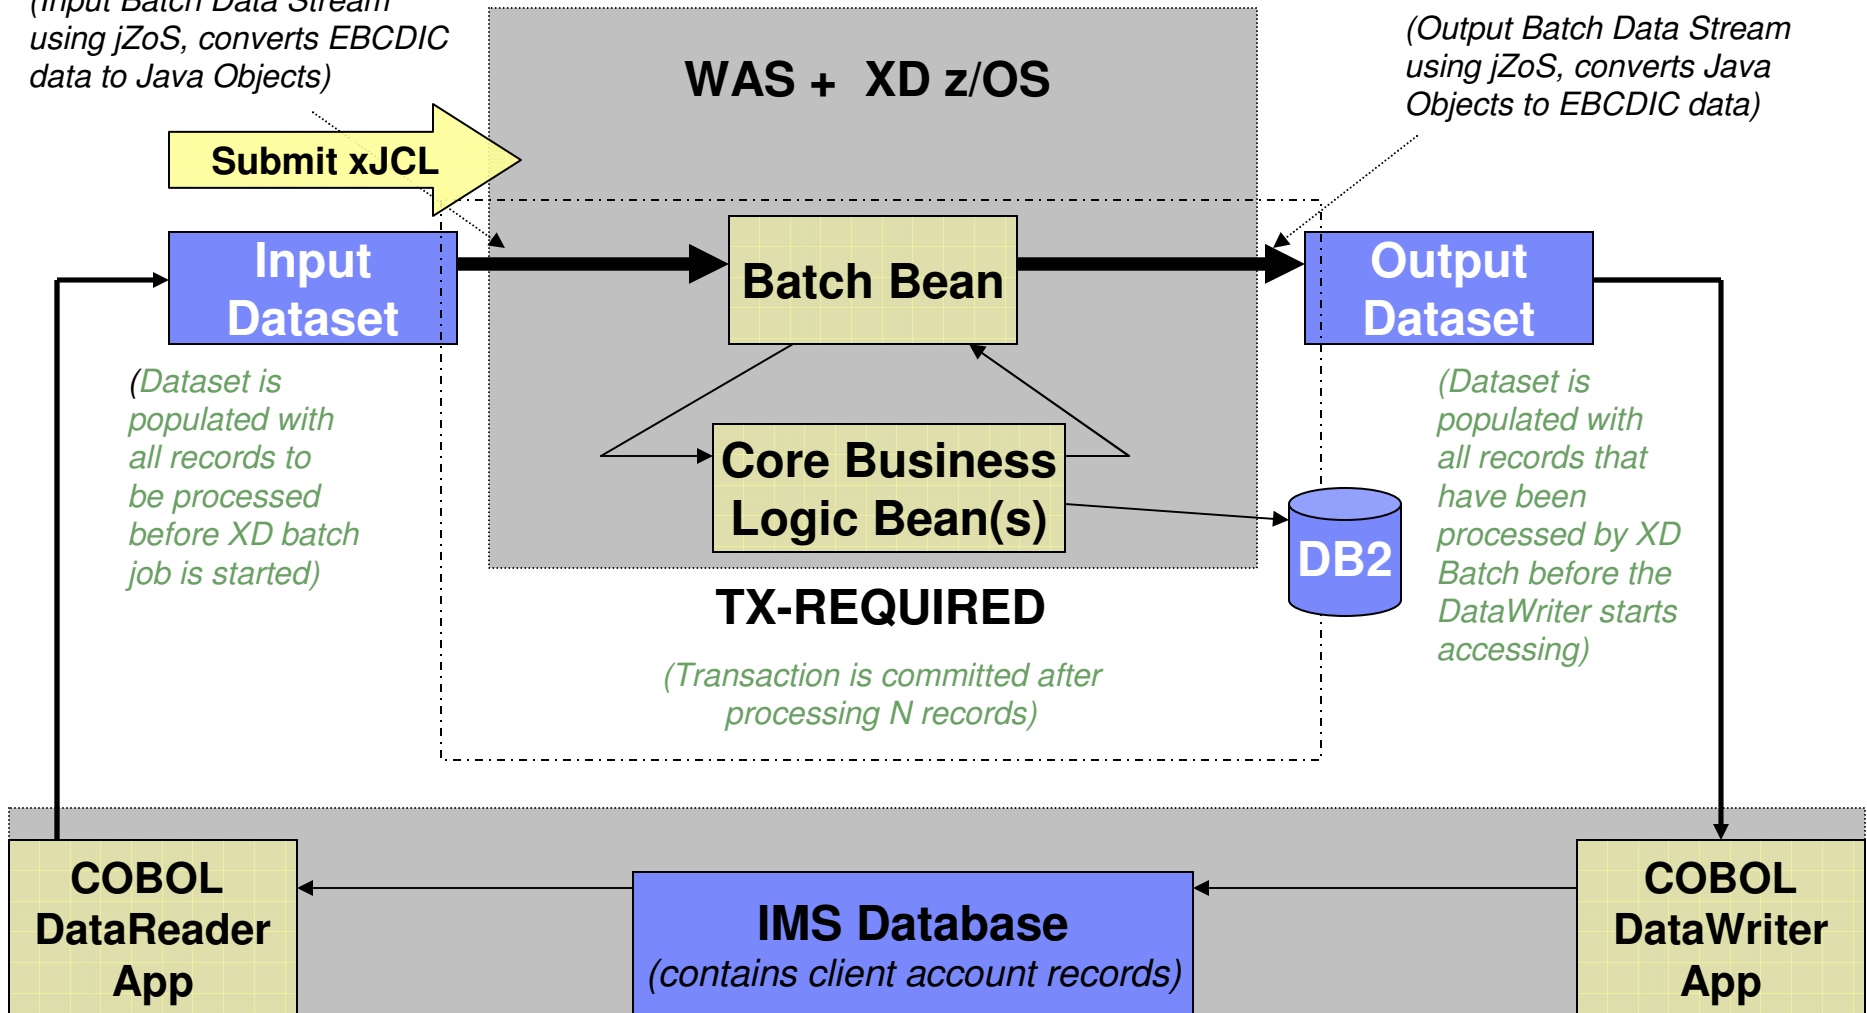 (Input Batch Data Stream
using jZoS, converts EBCDIC
data to Java Objects)
WAS + XD z/OS
(Output Batch Data Stream
using jZoS, converts Java
Objects to EBCDIC data)
Submit xJCL
Input
Dataset
Batch Bean
Output
Dataset
(Dataset is
populated with
all records to
be processed
before XD batch
job is started)
Core Business
Logic Bean(s)
DB2
(Dataset is
populated with
all records that
have been
processed by XD
Batch before the
DataWriter starts
accessing)
TX-REQUIRED
(Transaction is committed after
processing N records)
COBOL
DataReader
App
IMS Database
(contains client account records)
COBOL
DataWriter
App